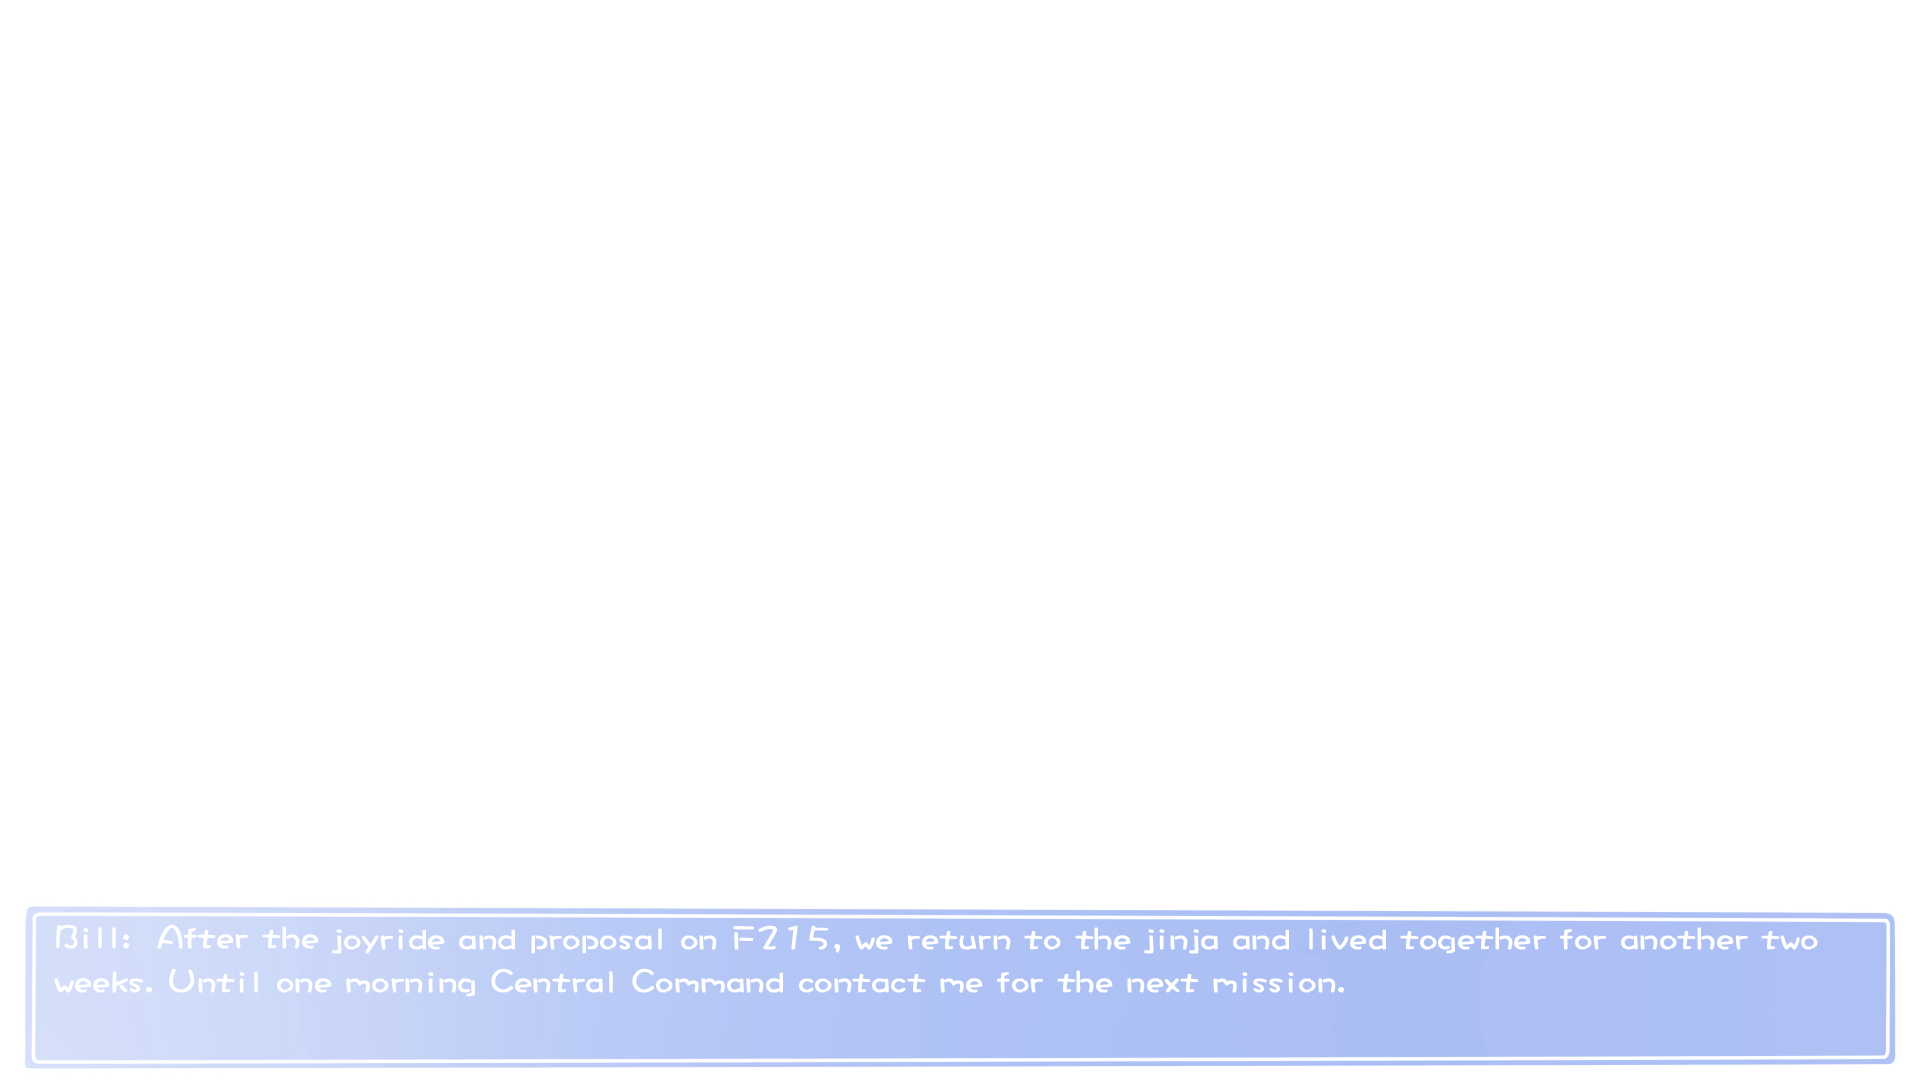 Bill: After the joyride and proposal on F215, we return to the jinja and lived together for another two
weeks. Until one morning Central Command contact me for the next mission.